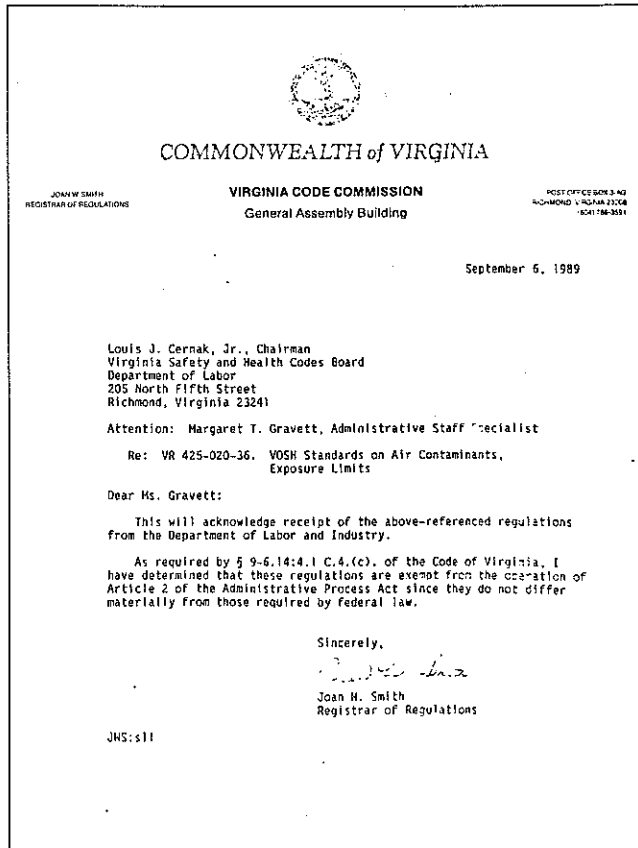 COMMONWEALTH of VIRGINIA
JOAN W. SMITH
REGISTRAR OF REGULATIONS
VIRGINIA CODE COMMISSION
General Assembly Building
POST OFFICE BOX
RICHMOND, VIRGINIA
September 6, 1989
Louis J. Cernak, Jr., Chairman
Virginia Safety and Health Codes Board
Department of Labor
205 North Fifth Street
Richmond, Virginia 23241
Attention: Margaret T. Gravett, Administrative Staff Specialist
Re: VR 425-020-36. VOSH Standards on Air Contaminants,
Exposure Limits
Dear Ms. Gravett:
This will acknowledge receipt of the above-referenced regulations
from the Department of Labor and Industry.
As required by § 9-6.14:4.1 C.4.(c). of the Code of Virginia, I
have determined that these regulations are exempt from the operation of
Article 2 of the Administrative Process Act since they do not differ
materially from those required by federal law.
Sincerely,
Joan W. Smith
Registrar of Regulations
JWS:sll